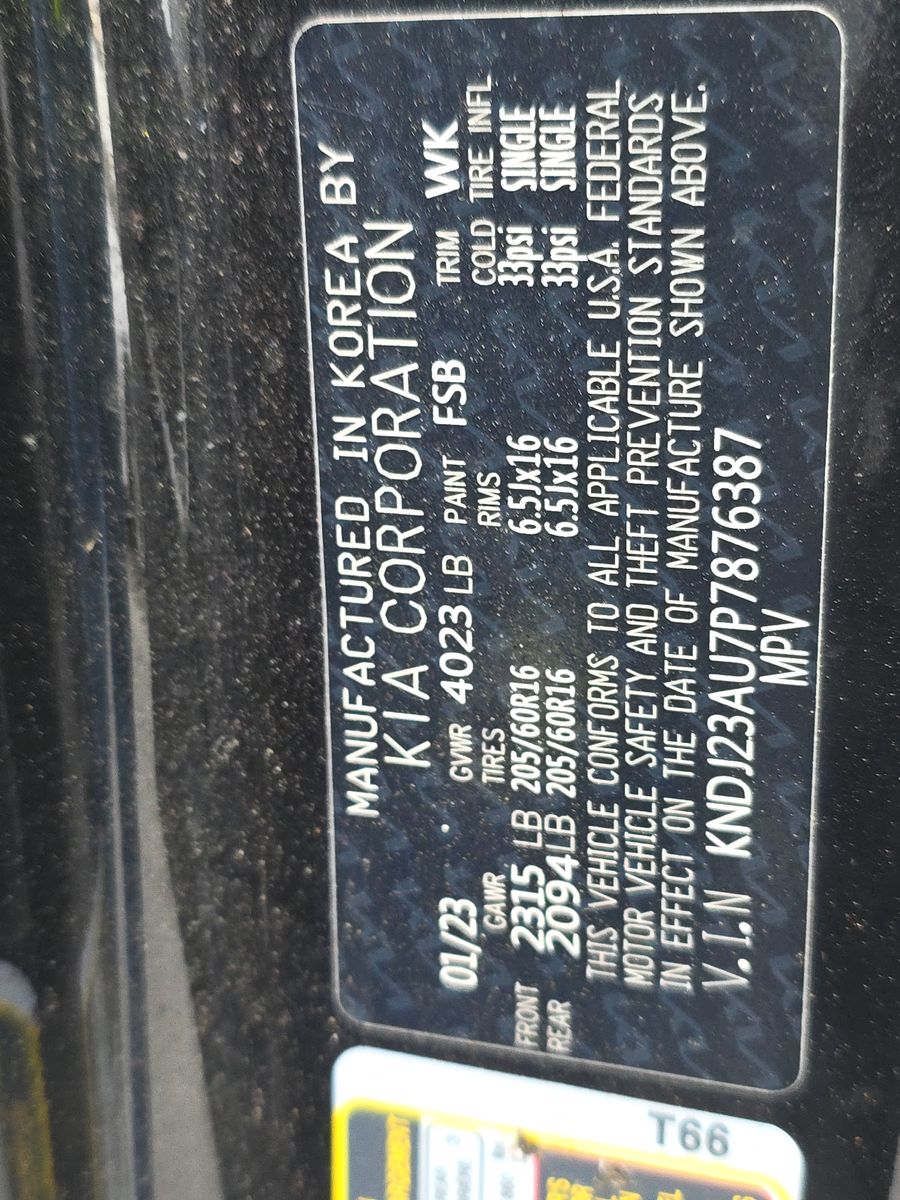 MANUFACTURED IN KOREA BY
KIA CORPORATION
01/23 GVWR 4023 LB PAINT FSB TRIM WK
GAWR TIRES RIMS COLD TIRE INFL
FRONT 2315 LB 205/60R16 6.5Jx16 33psi SINGLE
REAR 2094 LB 205/60R16 6.5Jx16 33psi SINGLE
THIS VEHICLE CONFORMS TO ALL APPLICABLE U.S.A. FEDERAL
MOTOR VEHICLE SAFETY AND THEFT PREVENTION STANDARDS
IN EFFECT ON THE DATE OF MANUFACTURE SHOWN ABOVE.
V.I.N KNDJ23AU7P7876387
MPV
T66